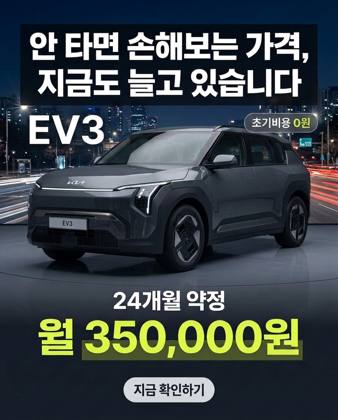 안 타면 손해보는 가격,
지금도 늘고 있습니다
EV3
초기비용 0원
KIA
EV3
24개월 약정
월 350,000원
지금 확인하기